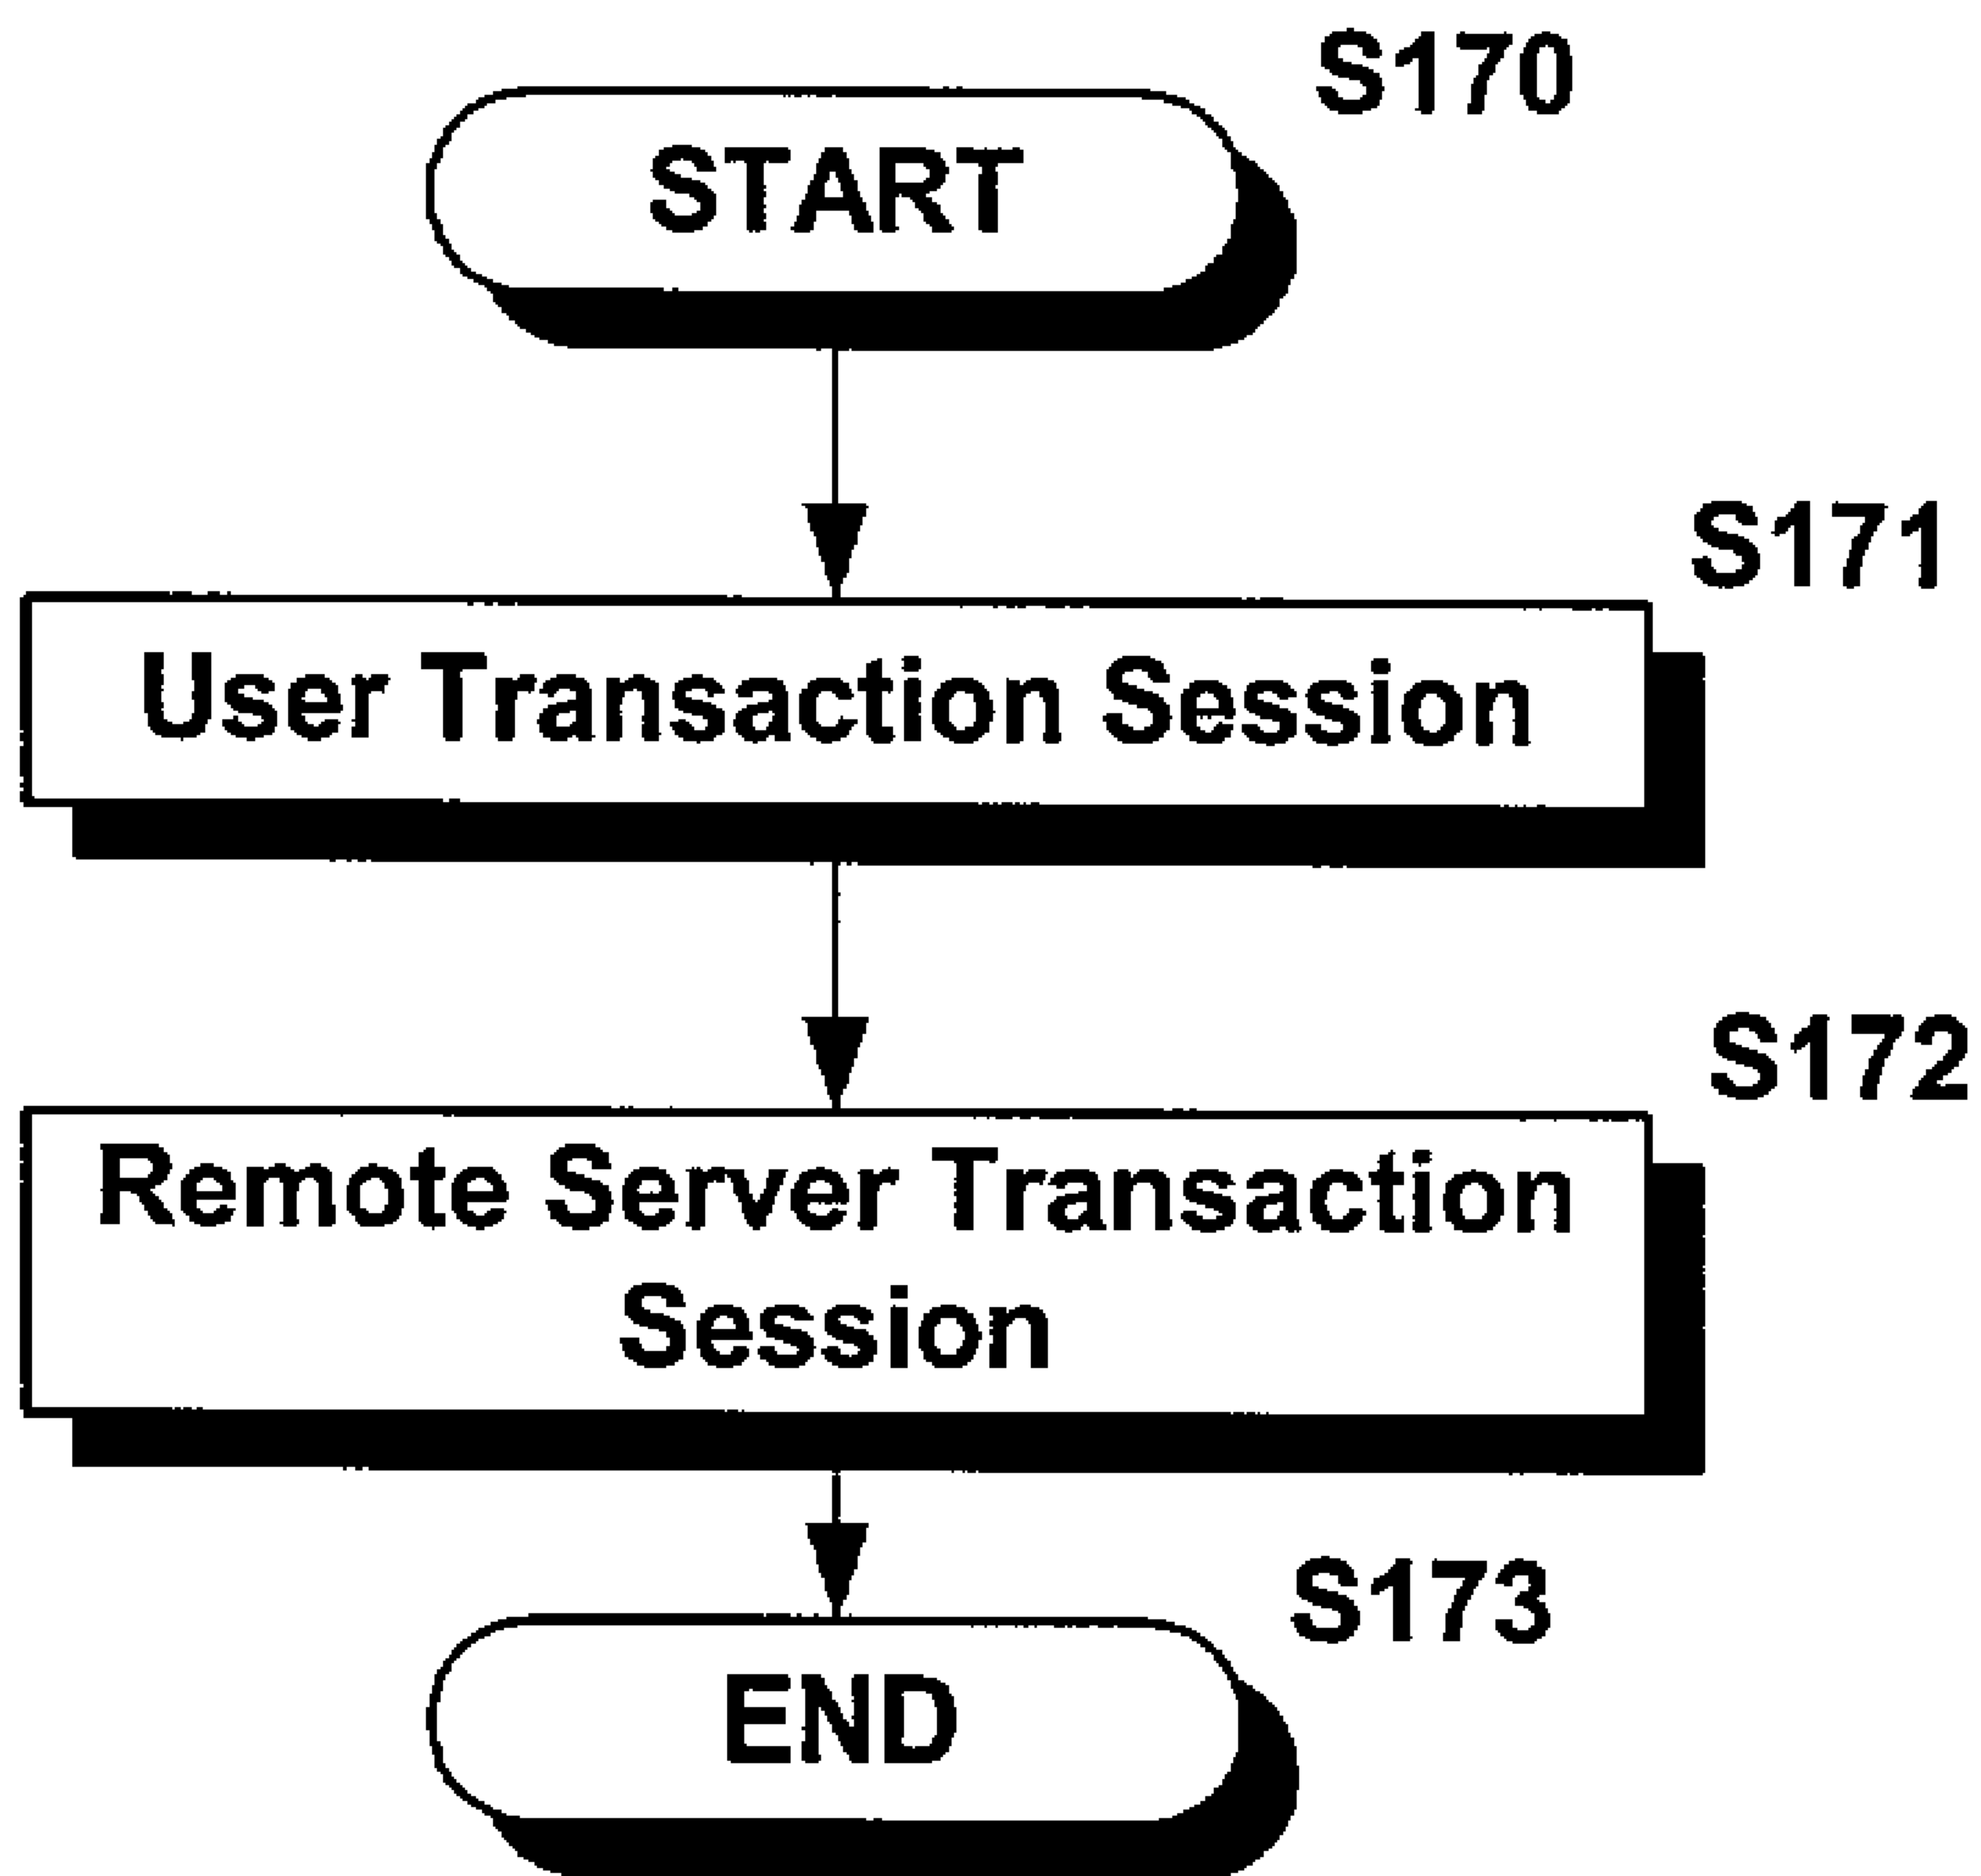 S170
START
S171
User Transaction Session
S172
Remote Server Transaction
Session
S173
END